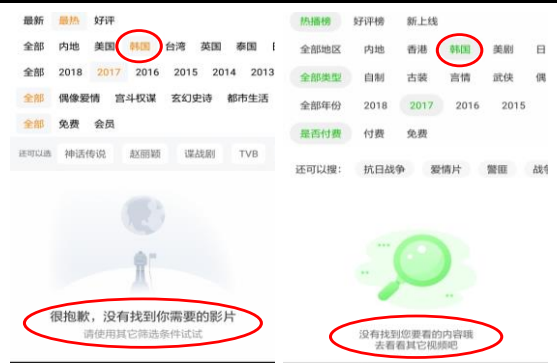 最新 最热 好评
全部 内地 美国 韩国 台湾 英国 泰国
全部 2018 2017 2016 2015 2014 2013
全部 偶像爱情 宫斗权谋 玄幻史诗 都市生活
全部 免费 会员
还可以选 神话传说 赵丽颖 谍战剧 TVB
很抱歉，没有找到你需要的影片
请使用其它筛选条件试试
热播榜 好评榜 新上线
全部地区 内地 香港 韩国 美剧 日
全部类型 自制 古装 言情 武侠 偶
全部年份 2018 2017 2016 2015
是否付费 付费 免费
还可以搜： 抗日战争 爱情片 警匪 战争
没有找到您要看的内容哦
去看看其它视频吧